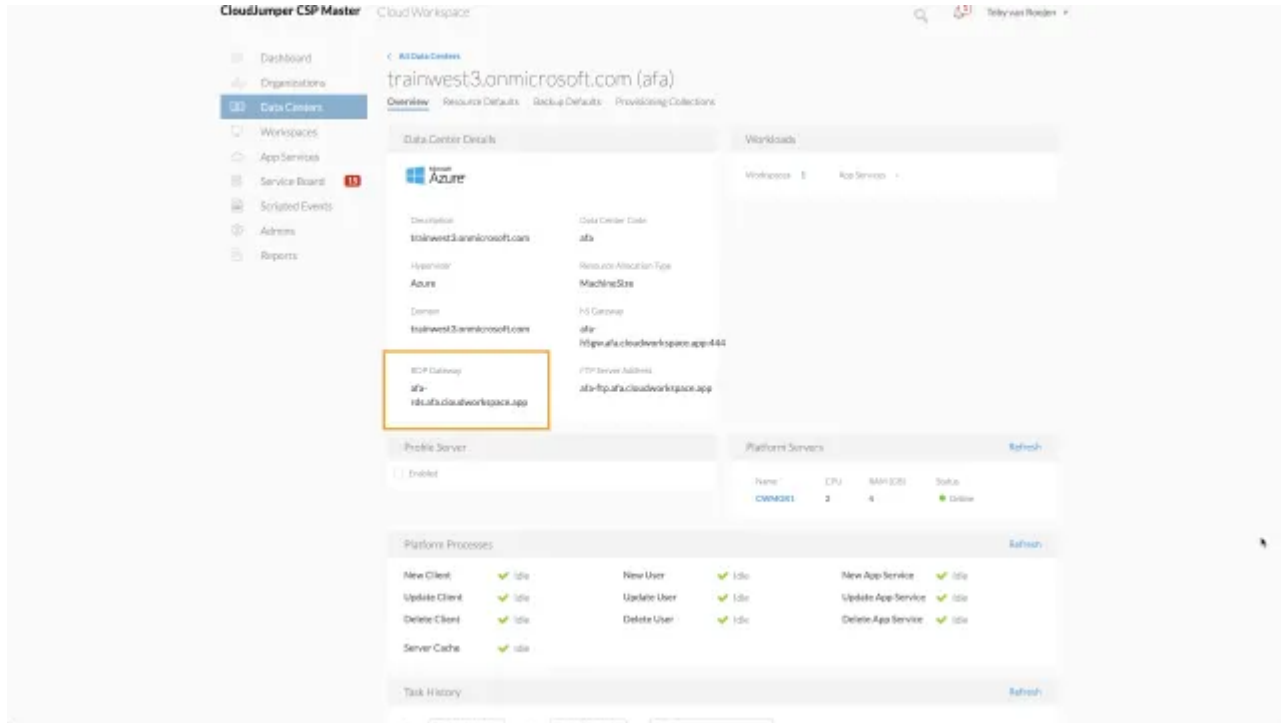 CloudJumper CSP Master
Cloud Workspace
5
Toby van Roojen
Dashboard
Organizations
Data Centers
Workspaces
App Services
Service Board 15
Scripted Events
Admins
Reports
< All Data Centers
trainwest3.onmicrosoft.com (afa)
Overview Resource Defaults Backup Defaults Provisioning Collections
Data Center Details
Microsoft
Azure
Description
trainwest3.onmicrosoft.com
Data Center Code
afa
Hypervisor
Azure
Resource Allocation Type
MachineSize
Domain
trainwest3.onmicrosoft.com
h5 Gateway
afa-
h5gw.afa.cloudworkspace.app:444
RDP Gateway
afa-
rds.afa.cloudworkspace.app
FTP Server Address
afa-ftp.afa.cloudworkspace.app
Workloads
Workspaces App Services -
Profile Server
Enabled
Platform Servers Refresh
Name CPU RAM (GB) Status
CWMGR1 2 4 Online
Platform Processes Refresh
New Client Idle New User Idle New App Service Idle
Update Client Idle Update User Idle Update App Service Idle
Delete Client Idle Delete User Idle Delete App Service Idle
Server Cache Idle
Task History Refresh